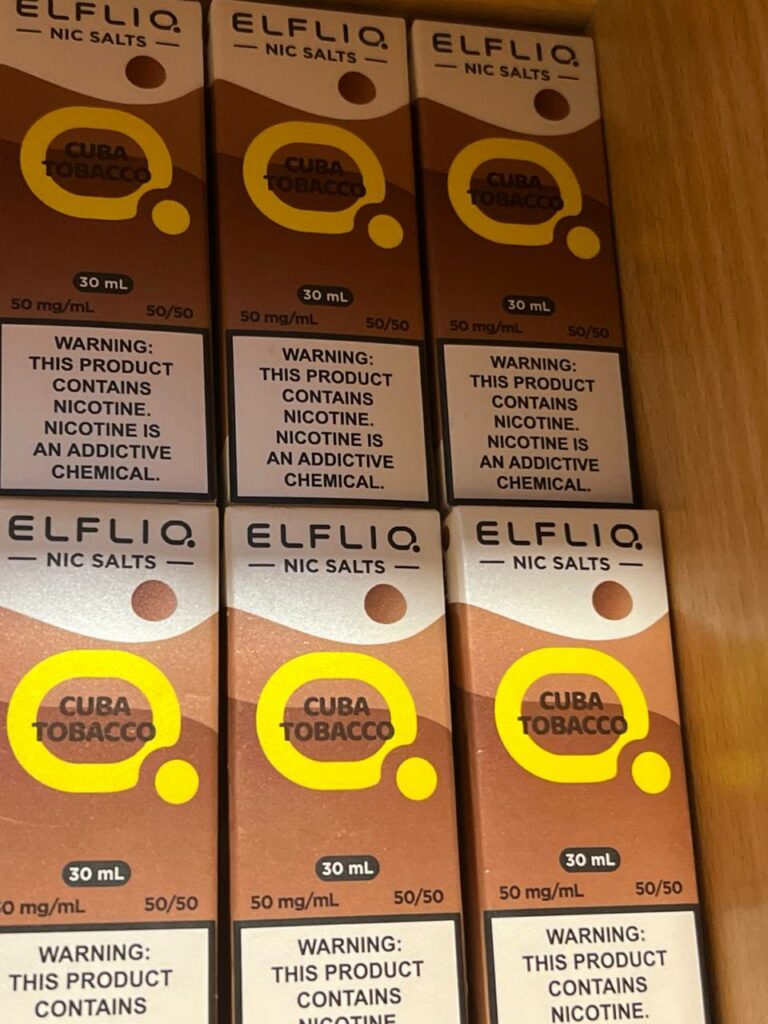 ELFLIQ
NIC SALTS
CUBA
TOBACCO
30 mL
50 mg/mL 50/50
WARNING:
THIS PRODUCT
CONTAINS
NICOTINE.
NICOTINE IS
AN ADDICTIVE
CHEMICAL.
ELFLIQ
NIC SALTS
CUBA
TOBACCO
30 mL
50 mg/mL 50/50
WARNING:
THIS PRODUCT
CONTAINS
NICOTINE.
NICOTINE IS
AN ADDICTIVE
CHEMICAL.
ELFLIQ
NIC SALTS
CUBA
TOBACCO
30 mL
50 mg/mL 50/50
WARNING:
THIS PRODUCT
CONTAINS
NICOTINE.
NICOTINE IS
AN ADDICTIVE
CHEMICAL.
ELFLIQ
NIC SALTS
CUBA
TOBACCO
30 mL
0 mg/mL 50/50
WARNING:
THIS PRODUCT
CONTAINS
ELFLIQ
NIC SALTS
CUBA
TOBACCO
30 mL
50 mg/mL 50/50
WARNING:
THIS PRODUCT
CONTAINS
NICOTINE
ELFLIQ
NIC SALTS
CUBA
TOBACCO
30 mL
50 mg/mL 50/50
WARNING:
THIS PRODUCT
CONTAINS
NICOTINE.